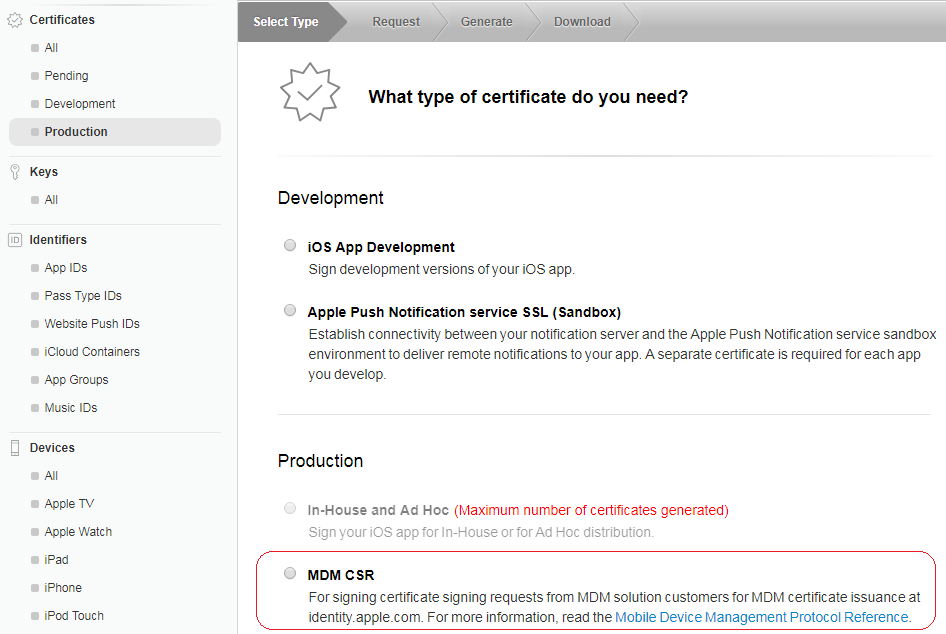 Certificates
All
Pending
Development
Production
Keys
All
ID Identifiers
App IDs
Pass Type IDs
Website Push IDs
iCloud Containers
App Groups
Music IDs
Devices
All
Apple TV
Apple Watch
iPad
iPhone
iPod Touch
Select Type Request Generate Download
What type of certificate do you need?
Development
iOS App Development
Sign development versions of your iOS app.
Apple Push Notification service SSL (Sandbox)
Establish connectivity between your notification server and the Apple Push Notification service sandbox
environment to deliver remote notifications to your app. A separate certificate is required for each app
you develop.
Production
In-House and Ad Hoc (Maximum number of certificates generated)
Sign your iOS app for In-House or for Ad Hoc distribution.
MDM CSR
For signing certificate signing requests from MDM solution customers for MDM certificate issuance at
identity.apple.com. For more information, read the Mobile Device Management Protocol Reference.